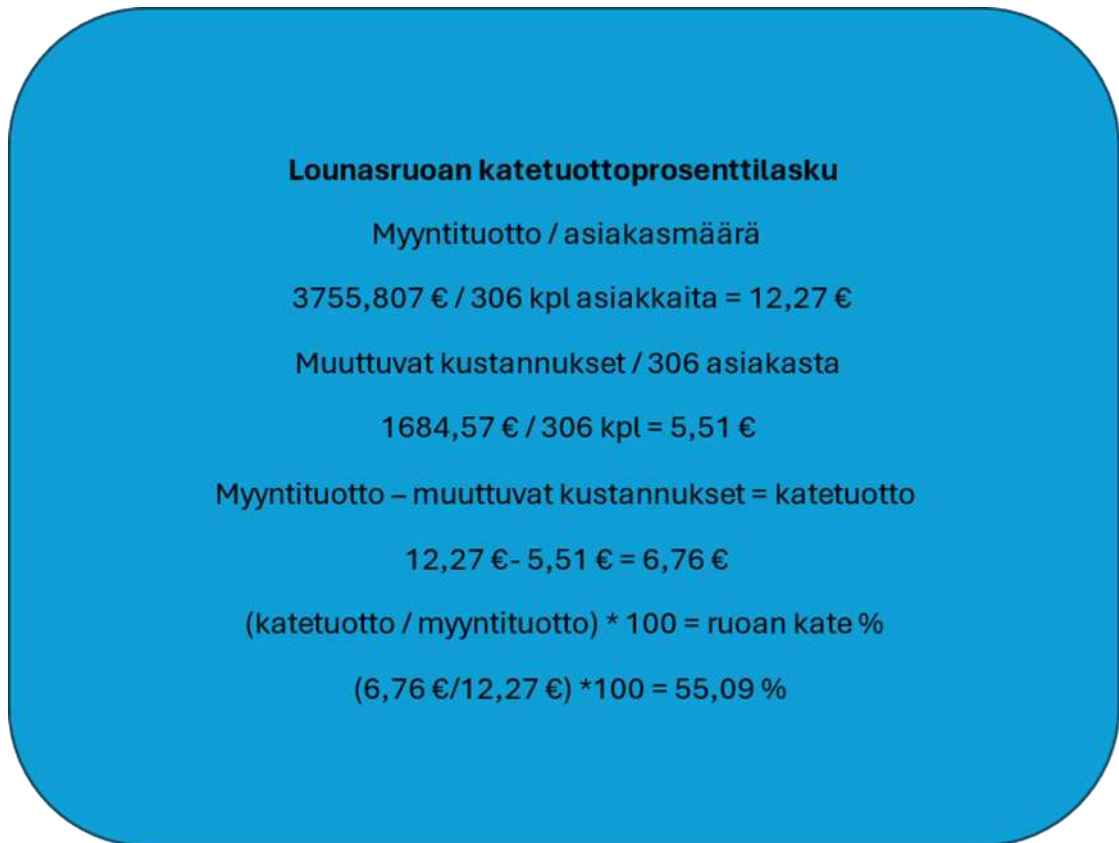 Lounasruoan katetuottoprosenttilasku
Myyntituotto / asiakasmäärä
3755,807 € / 306 kpl asiakkaita = 12,27 €
Muuttuvat kustannukset / 306 asiakasta
1684,57 € / 306 kpl = 5,51 €
Myyntituotto – muuttuvat kustannukset = katetuotto
12,27 €- 5,51 € = 6,76 €
(katetuotto / myyntituotto) * 100 = ruoan kate %
(6,76 €/12,27 €) *100 = 55,09 %